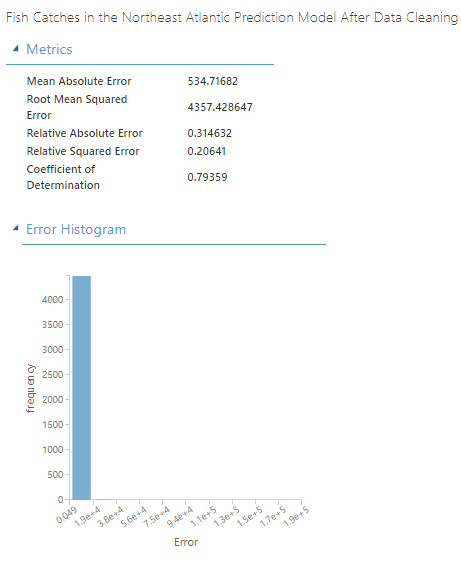 Fish Catches in the Northeast Atlantic Prediction Model After Data Cleaning
Metrics
Mean Absolute Error 534.71682
Root Mean Squared
Error 4357.428647
Relative Absolute Error 0.314632
Relative Squared Error 0.20641
Coefficient of
Determination 0.79359
Error Histogram
4000
3500
3000
2500
2000
1500
1000
500
0
frequency
0.049 1.9e+4 3.8e+4 5.6e+4 7.5e+4 9.4e+4 1.1e+5 1.3e+5 1.5e+5 1.7e+5 1.9e+5
Error